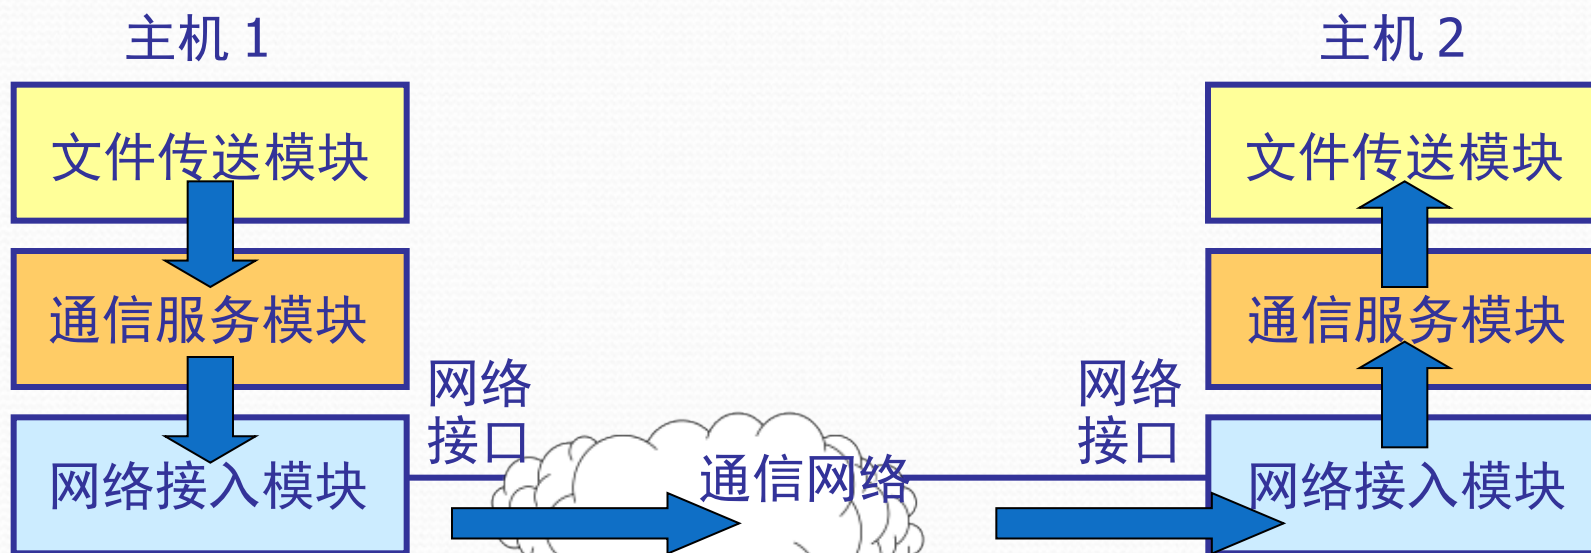 主机 1
主机 2
文件传送模块
文件传送模块
通信服务模块
通信服务模块
网络
接口
网络
接口
网络接入模块
通信网络
网络接入模块